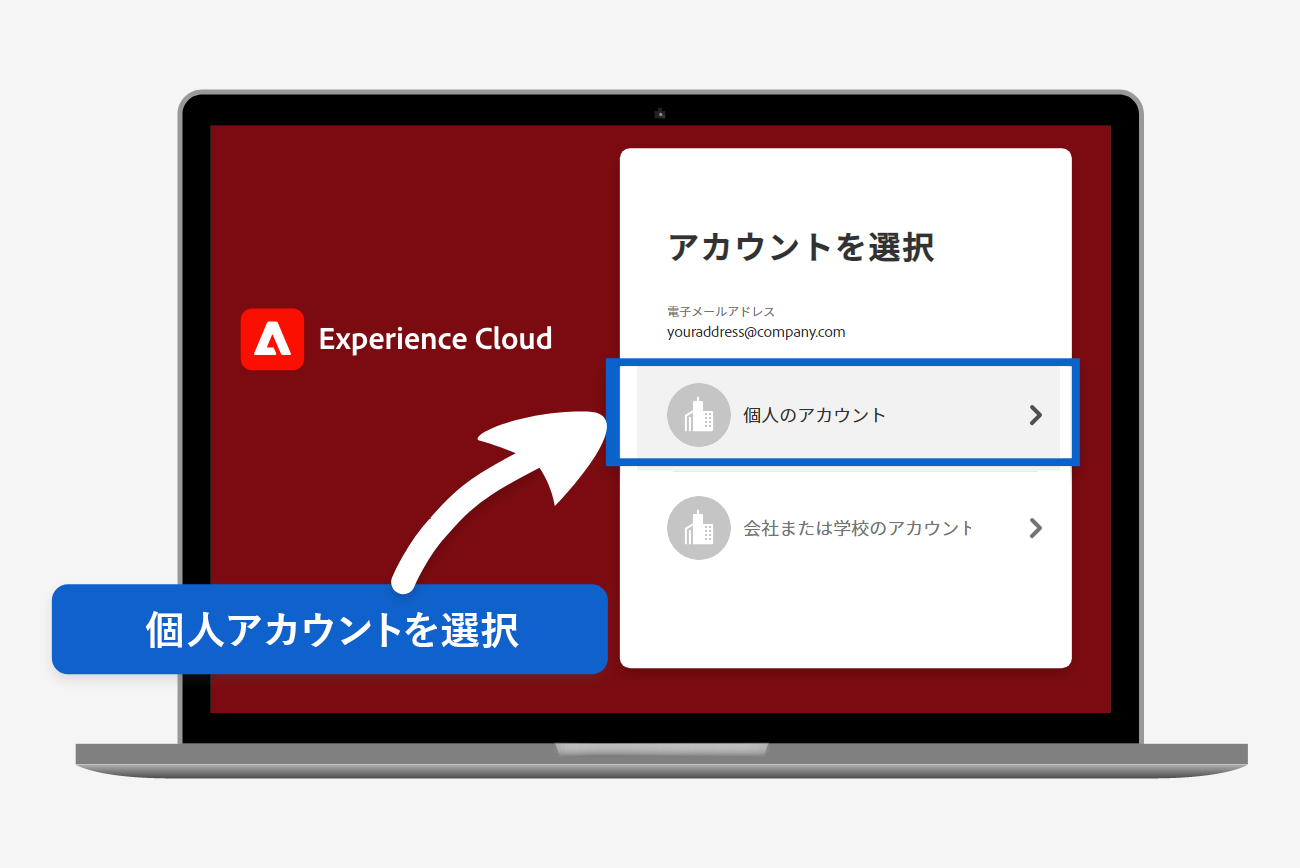 アカウントを選択
電子メールアドレス
youraddress@company.com
Experience Cloud
個人のアカウント
会社または学校のアカウント
個人アカウントを選択